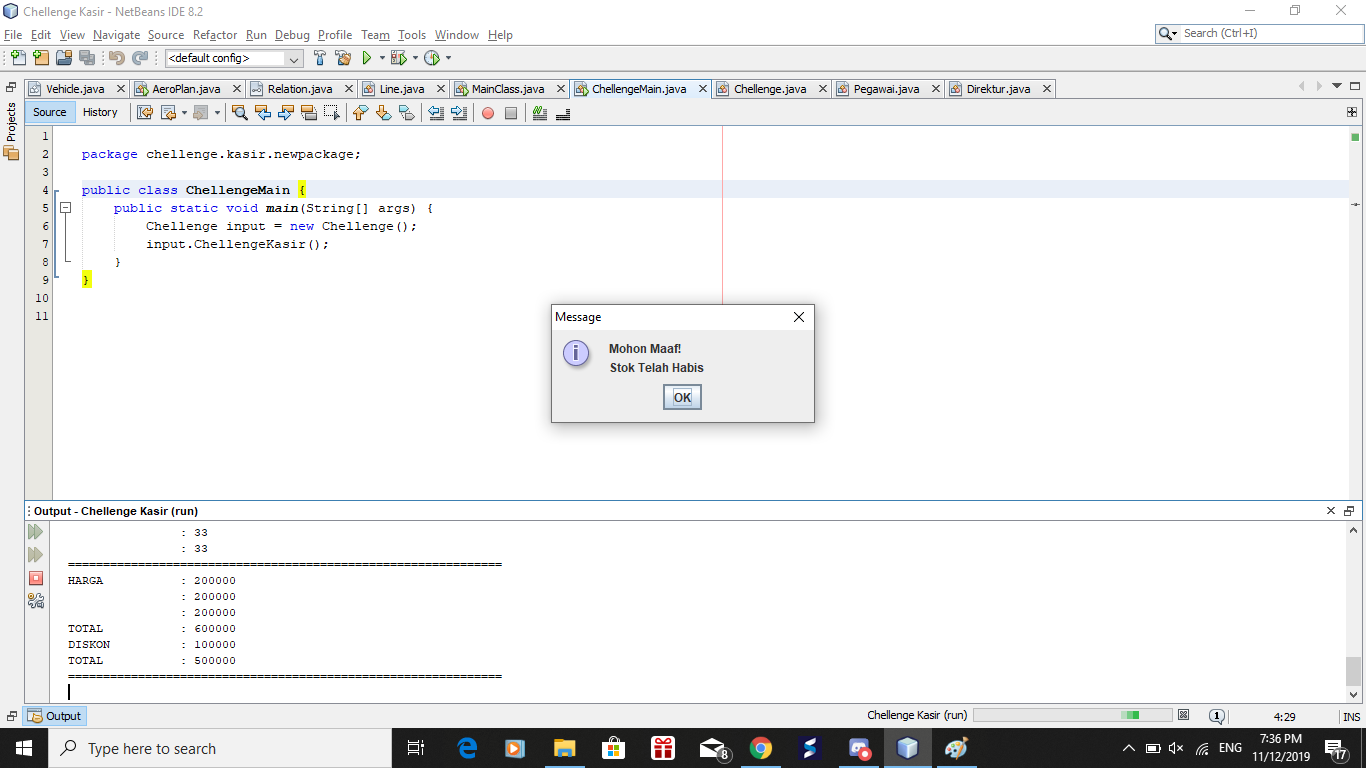 Chellenge Kasir - NetBeans IDE 8.2
File Edit View Navigate Source Refactor Run Debug Profile Team Tools Window Help
Search (Ctrl+I)
<default config>
Vehicle.java AeroPlan.java Relation.java Line.java MainClass.java ChellengeMain.java Chellenge.java Pegawai.java Direktur.java
Projects
Source History
1
2 package chellenge.kasir.newpackage;
3
4 public class ChellengeMain {
5 public static void main(String[] args) {
6 Chellenge input = new Chellenge();
7 input.ChellengeKasir();
8 }
9 }
10
11
Message
Mohon Maaf!
Stok Telah Habis
OK
Output - Chellenge Kasir (run)
: 33
: 33
==============================================================
HARGA : 200000
: 200000
: 200000
TOTAL : 600000
DISKON : 100000
TOTAL : 500000
==============================================================
Output
Chellenge Kasir (run)
1
4:29
INS
Type here to search
8
ENG
7:36 PM
11/12/2019
17